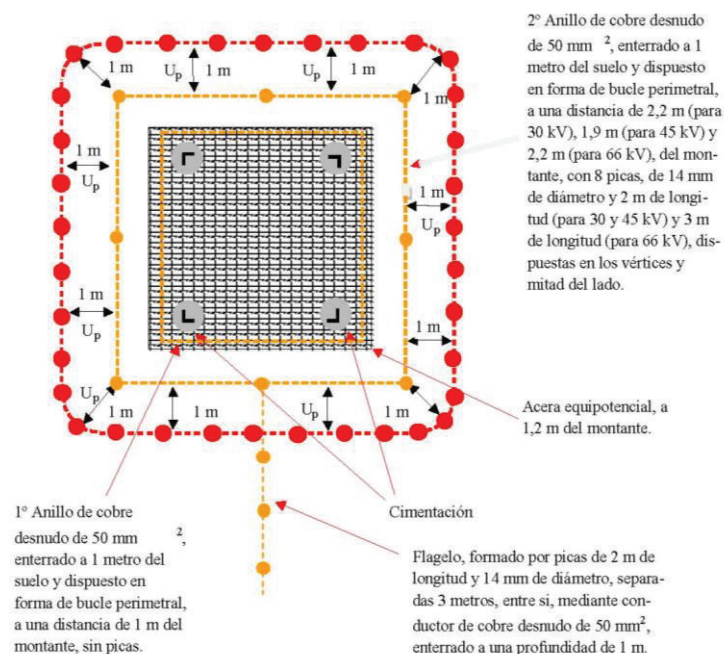 2º Anillo de cobre desnudo
de 50 mm ², enterrado a 1
metro del suelo y dispuesto
en forma de bucle perimetral,
a una distancia de 2,2 m (para
30 kV), 1,9 m (para 45 kV) y
2,2 m (para 66 kV), del mon-
tante, con 8 picas, de 14 mm
de diámetro y 2 m de longi-
tud (para 30 y 45 kV) y 3 m
de longitud (para 66 kV), dis-
puestas en los vértices y
mitad del lado.
1 m
Up 1 m
Up 1 m
1 m
1 m
Up
1 m
Up
1 m
Up
1 m
Up
1 m
1 m
Up
1 m
1 m
Acera equipotencial, a
1,2 m del montante.
Cimentación
1º Anillo de cobre
desnudo de 50 mm ²,
enterrado a 1 metro del
suelo y dispuesto en
forma de bucle perimetral,
a una distancia de 1 m del
montante, sin picas.
Flagelo, formado por picas de 2 m de
longitud y 14 mm de diámetro, separa-
das 3 metros, entre si, mediante con-
ductor de cobre desnudo de 50 mm²,
enterrado a una profundidad de 1 m.